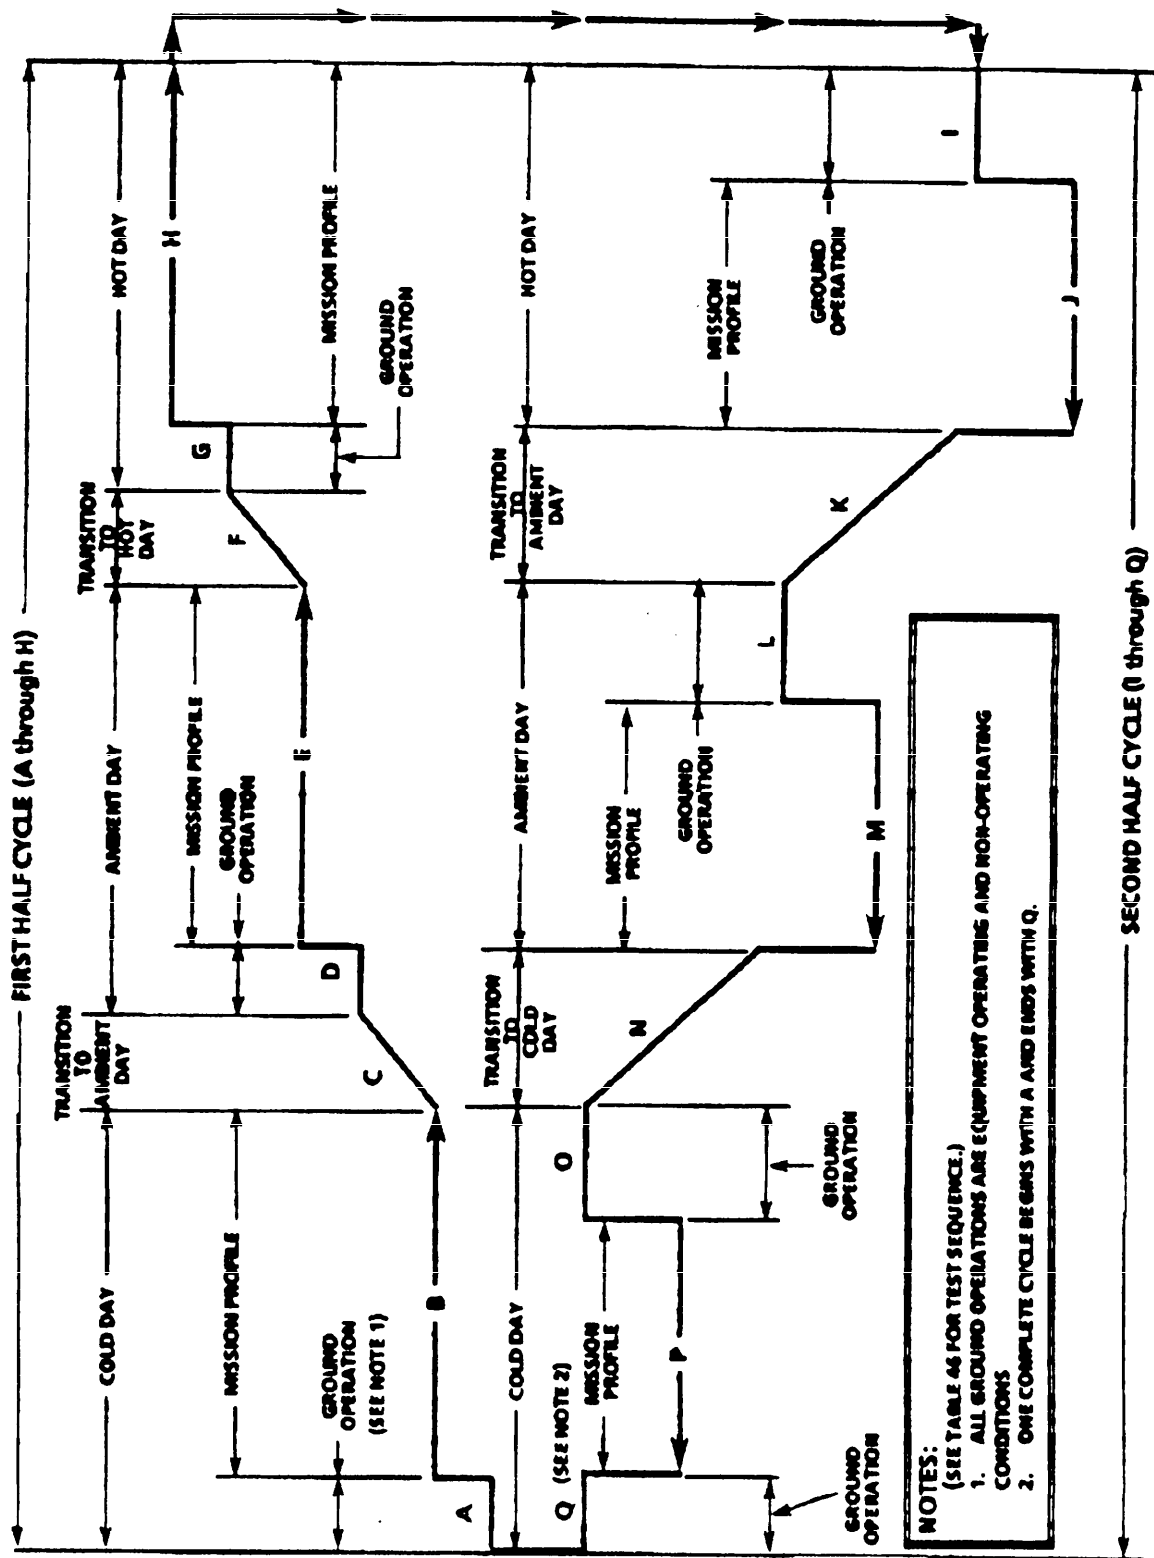 FIRST HALF CYCLE (A through H)
COLD DAY
TRANSITION
TO
AMBIENT
DAY
AMBIENT DAY
TRANSITION
TO
HOT
DAY
HOT DAY
MISSION PROFILE
MISSION PROFILE
MISSION PROFILE
GROUND
OPERATION
(SEE NOTE 1)
GROUND
OPERATION
GROUND
OPERATION
A
B
C
D
E
F
G
H
COLD DAY
TRANSITION
TO
COLD
DAY
AMBIENT DAY
TRANSITION
TO
AMBIENT
DAY
HOT DAY
Q (SEE NOTE 2)
MISSION
PROFILE
P
O
N
MISSION
PROFILE
M
L
K
MISSION
PROFILE
J
I
GROUND
OPERATION
GROUND
OPERATION
GROUND
OPERATION
GROUND
OPERATION
NOTES:
(SEE TABLE 46 FOR TEST SEQUENCE.)
1. ALL GROUND OPERATIONS ARE EQUIPMENT OPERATING AND NON-OPERATING
CONDITIONS
2. ONE COMPLETE CYCLE BEGINS WITH A AND ENDS WITH Q.
SECOND HALF CYCLE (I through Q)